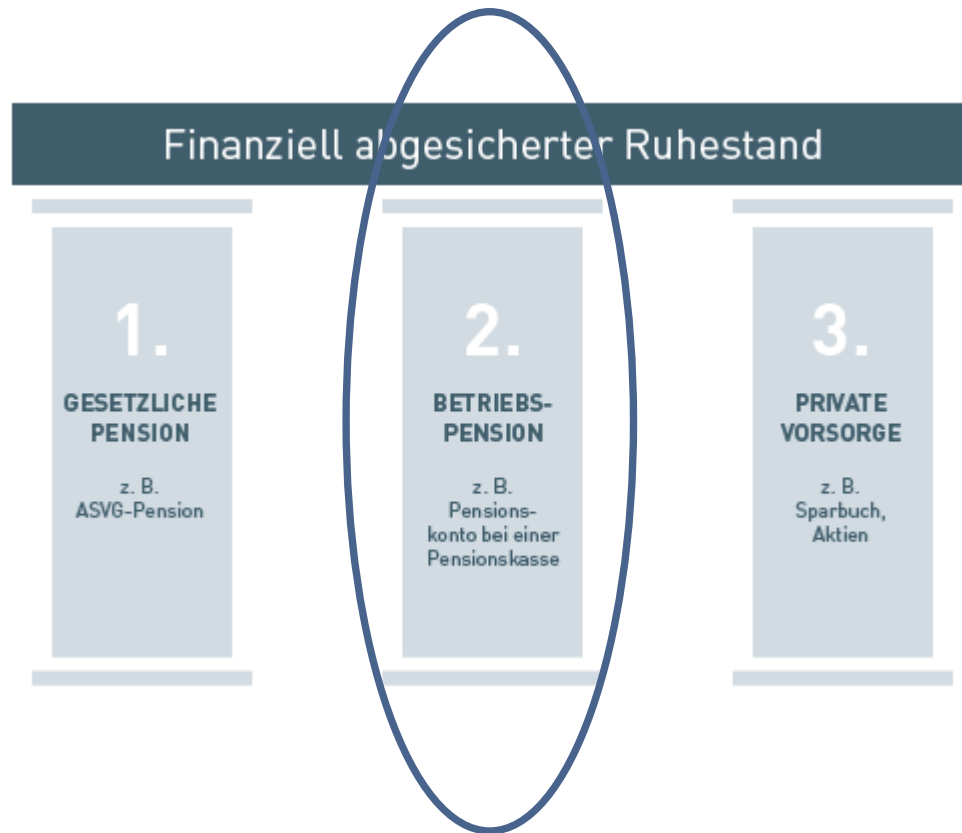 Finanziell abgesicherter Ruhestand
1.
GESETZLICHE
PENSION
z. B.
ASVG-Pension
2.
BETRIEBS-
PENSION
z. B.
Pensions-
konto bei einer
Pensionskasse
3.
PRIVATE
VORSORGE
z. B.
Sparbuch,
Aktien